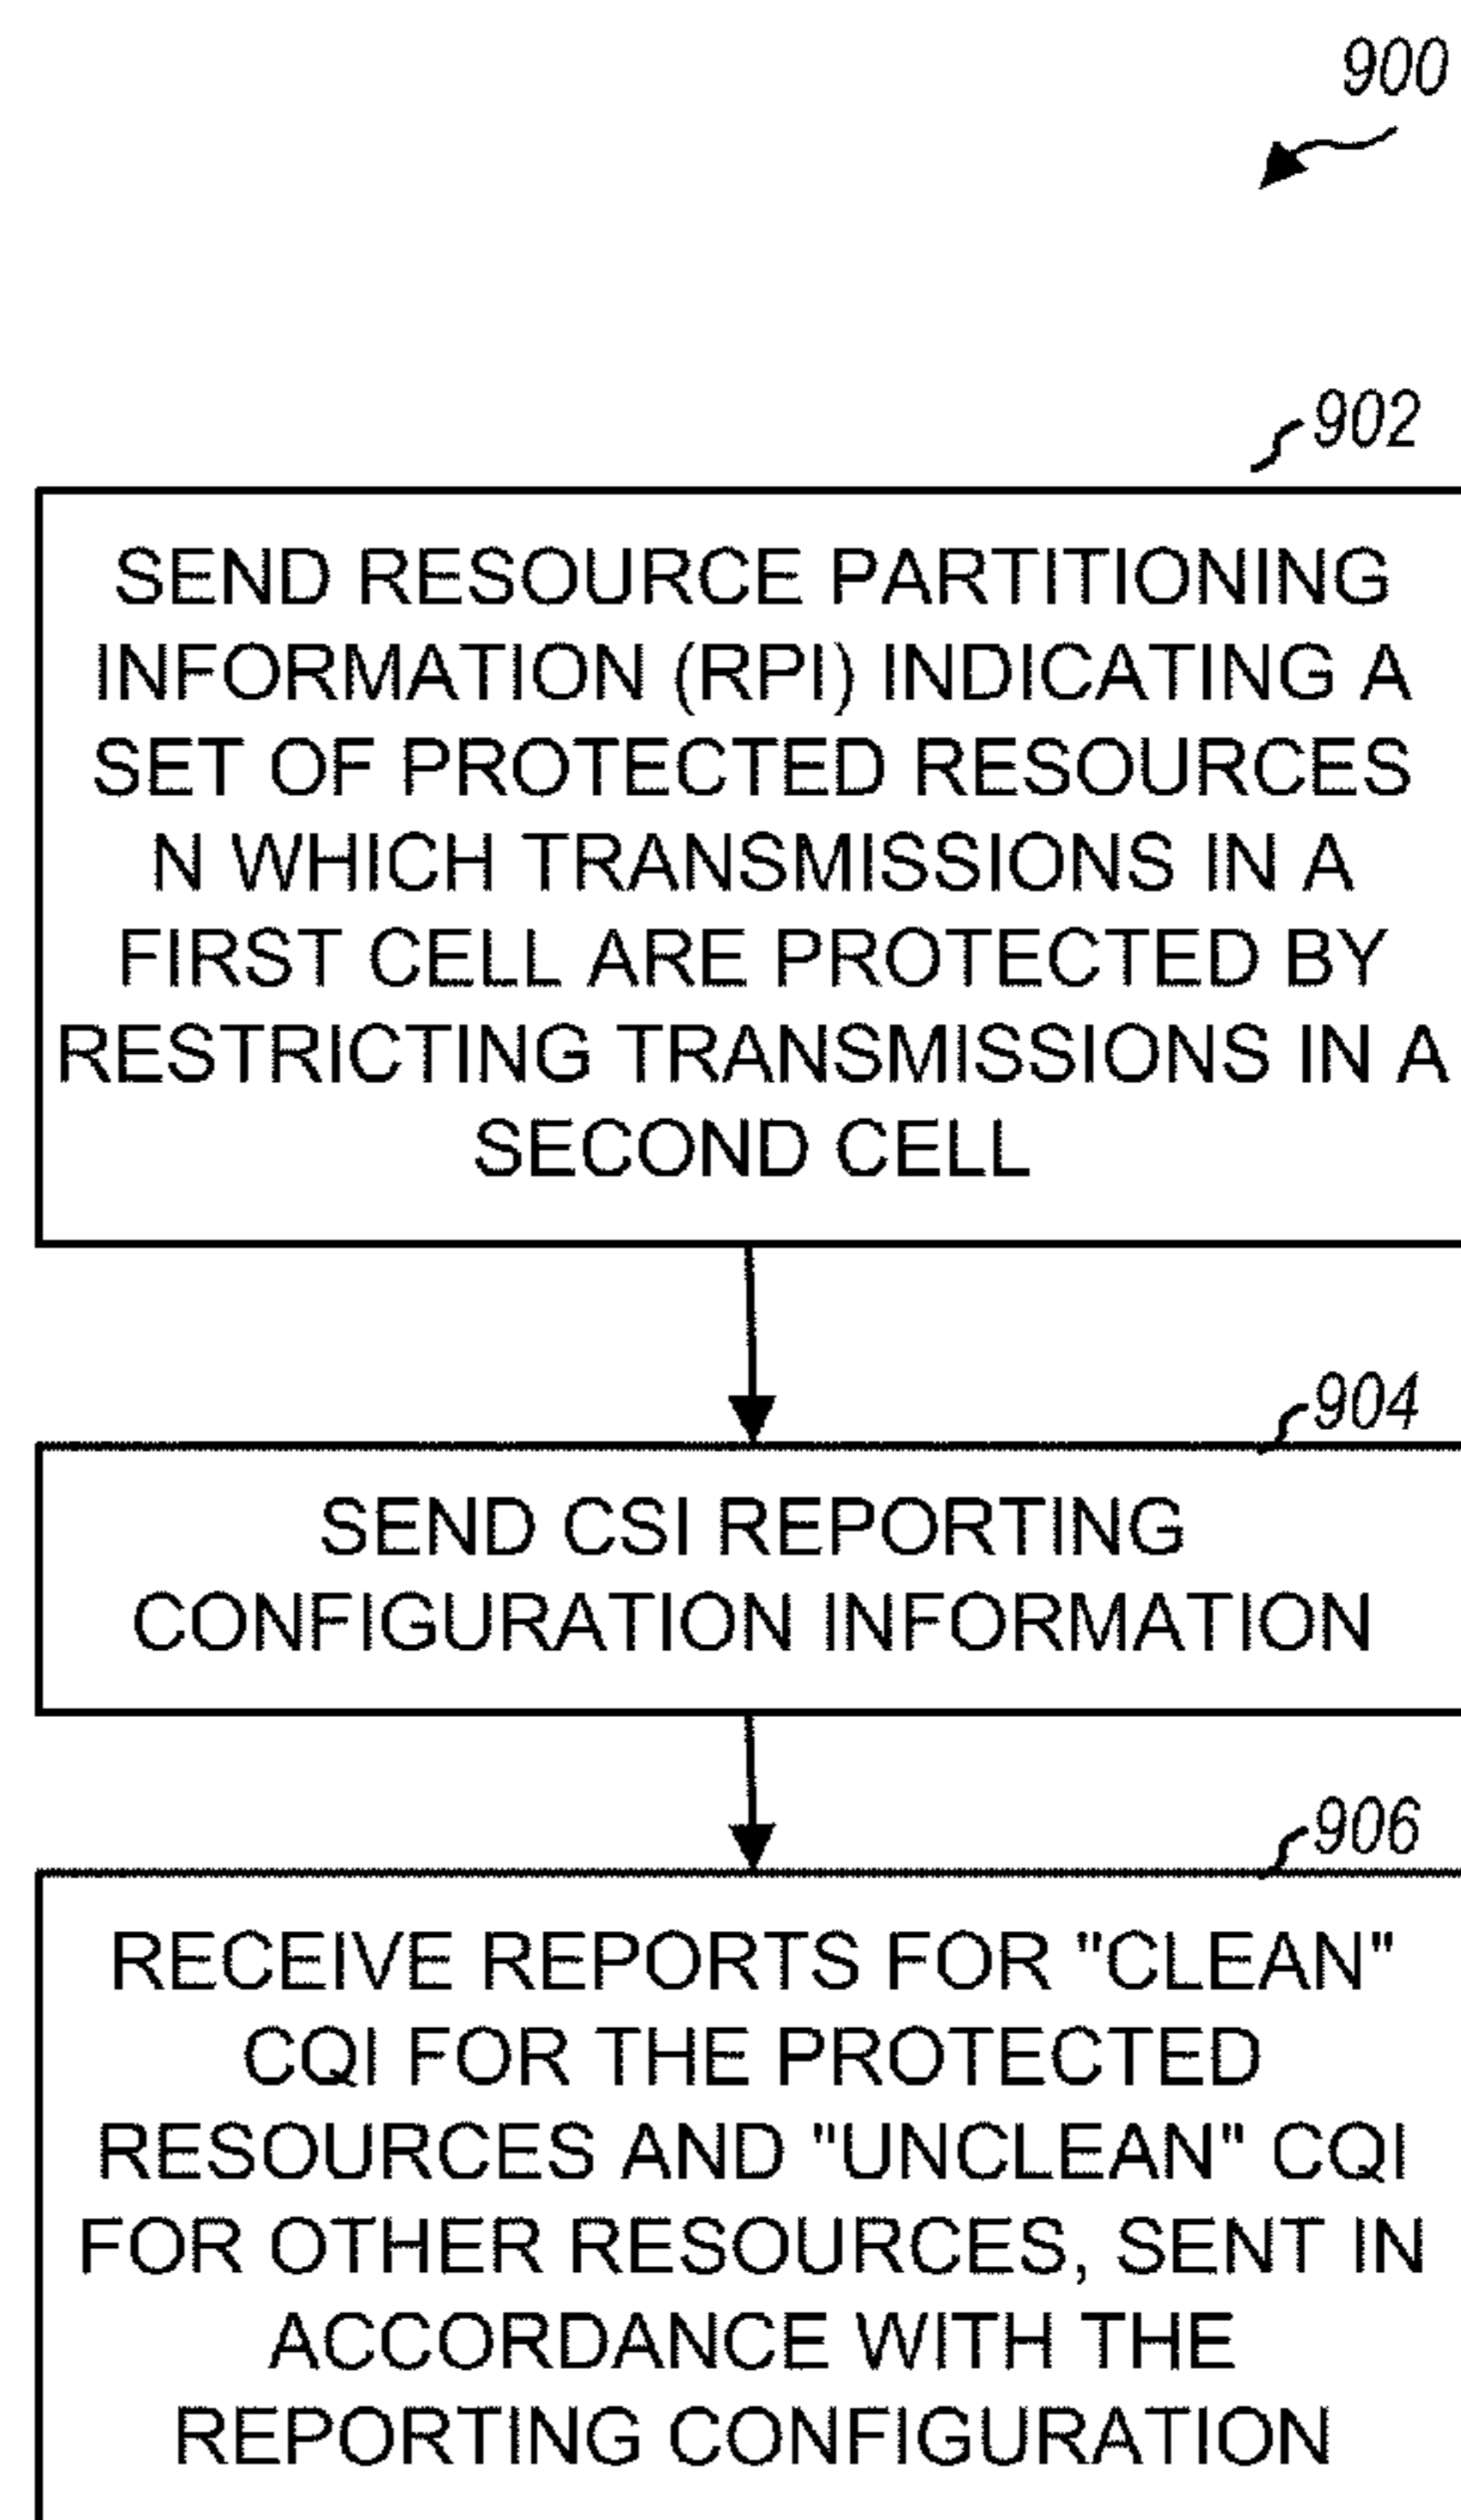 900
902
SEND RESOURCE PARTITIONING
INFORMATION (RPI) INDICATING A
SET OF PROTECTED RESOURCES
N WHICH TRANSMISSIONS IN A
FIRST CELL ARE PROTECTED BY
RESTRICTING TRANSMISSIONS IN A
SECOND CELL
904
SEND CSI REPORTING
CONFIGURATION INFORMATION
906
RECEIVE REPORTS FOR "CLEAN"
CQI FOR THE PROTECTED
RESOURCES AND "UNCLEAN" CQI
FOR OTHER RESOURCES, SENT IN
ACCORDANCE WITH THE
REPORTING CONFIGURATION